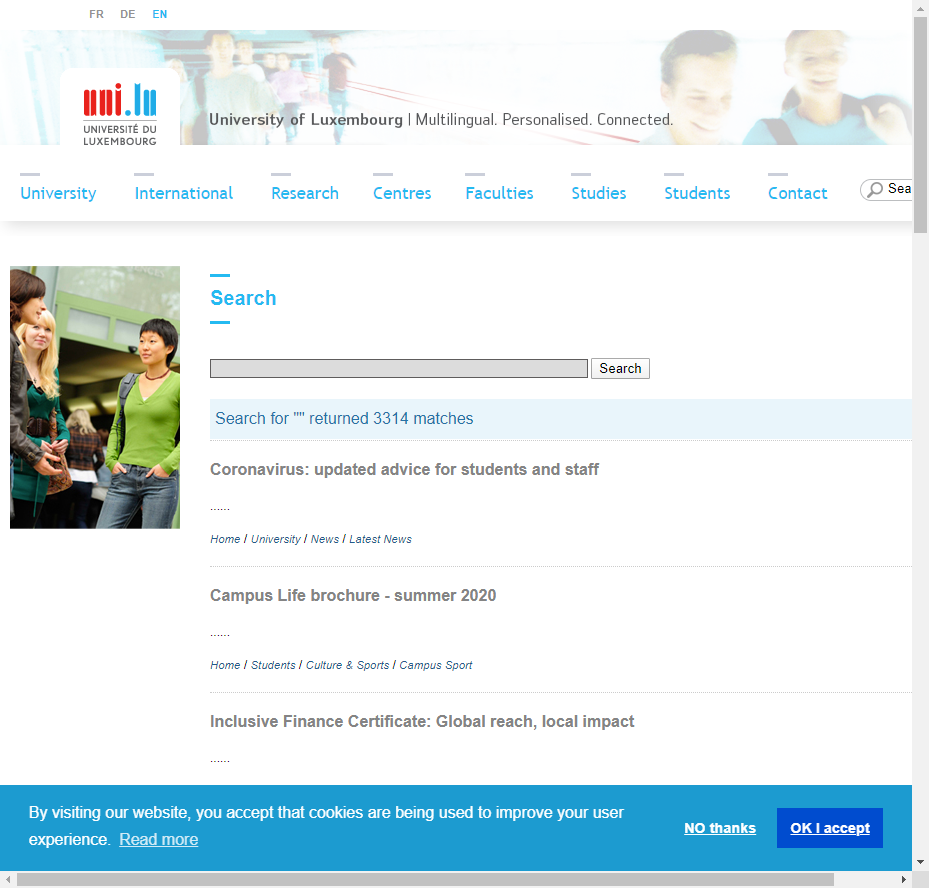 FR DE EN
uni.lu
UNIVERSITÉ DU
LUXEMBOURG
University of Luxembourg | Multilingual. Personalised. Connected.
University International Research Centres Faculties Studies Students Contact Sea
Search
Search
Search for "" returned 3314 matches
Coronavirus: updated advice for students and staff
......
Home / University / News / Latest News
Campus Life brochure - summer 2020
......
Home / Students / Culture & Sports / Campus Sport
Inclusive Finance Certificate: Global reach, local impact
......
By visiting our website, you accept that cookies are being used to improve your user
experience. Read more
NO thanks OK I accept